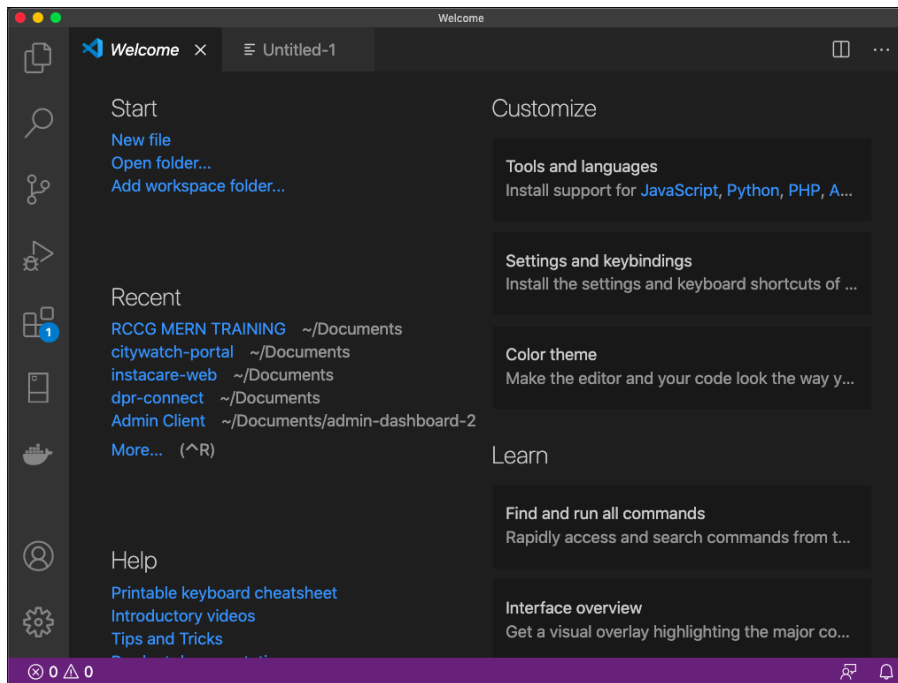 Welcome
Welcome
Untitled-1
Start
New file
Open folder...
Add workspace folder...
Recent
RCCG MERN TRAINING ~/Documents
citywatch-portal ~/Documents
instacare-web ~/Documents
dpr-connect ~/Documents
Admin Client ~/Documents/admin-dashboard-2
More... (^R)
Help
Printable keyboard cheatsheet
Introductory videos
Tips and Tricks
Customize
Tools and languages
Install support for JavaScript, Python, PHP, A...
Settings and keybindings
Install the settings and keyboard shortcuts of ...
Color theme
Make the editor and your code look the way y...
Learn
Find and run all commands
Rapidly access and search commands from t...
Interface overview
Get a visual overlay highlighting the major co...
1
0 0